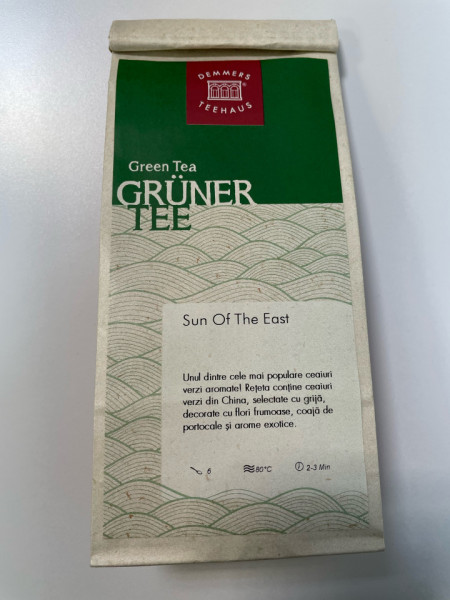 DEMMERS
TEEHAUS
Green Tea
GRÜNER
TEE
Sun Of The East
Unul dintre cele mai populare ceaiuri
verzi aromate! Rețeta conține ceaiuri
verzi din China, selectate cu grijă,
decorate cu flori frumoase, coajă de
portocale și arome exotice.
6 80°C 2-3 Min